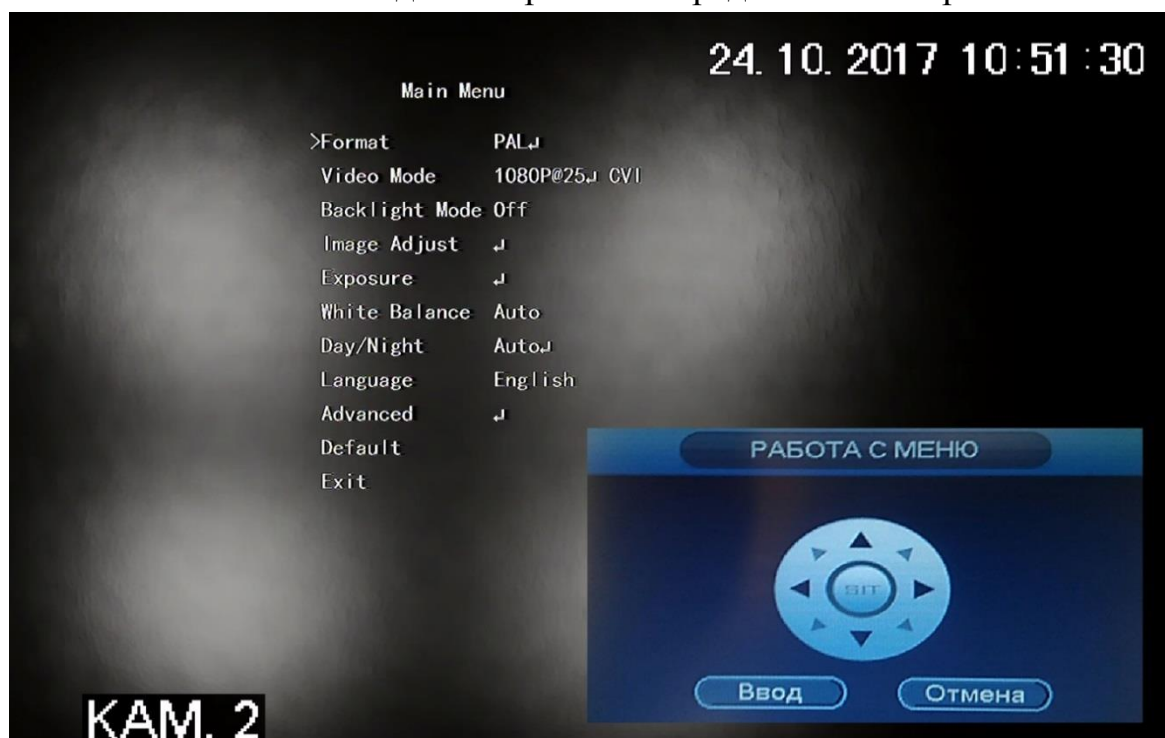 24. 10. 2017 10:51:30
Main Menu
>Format PAL↲
Video Mode 1080P@25↲ CVI
Backlight Mode Off
Image Adjust ↲
Exposure ↲
White Balance Auto
Day/Night Auto↲
Language English
Advanced ↲
Default
Exit
РАБОТА С МЕНЮ
SIT
Ввод Отмена
КАМ. 2